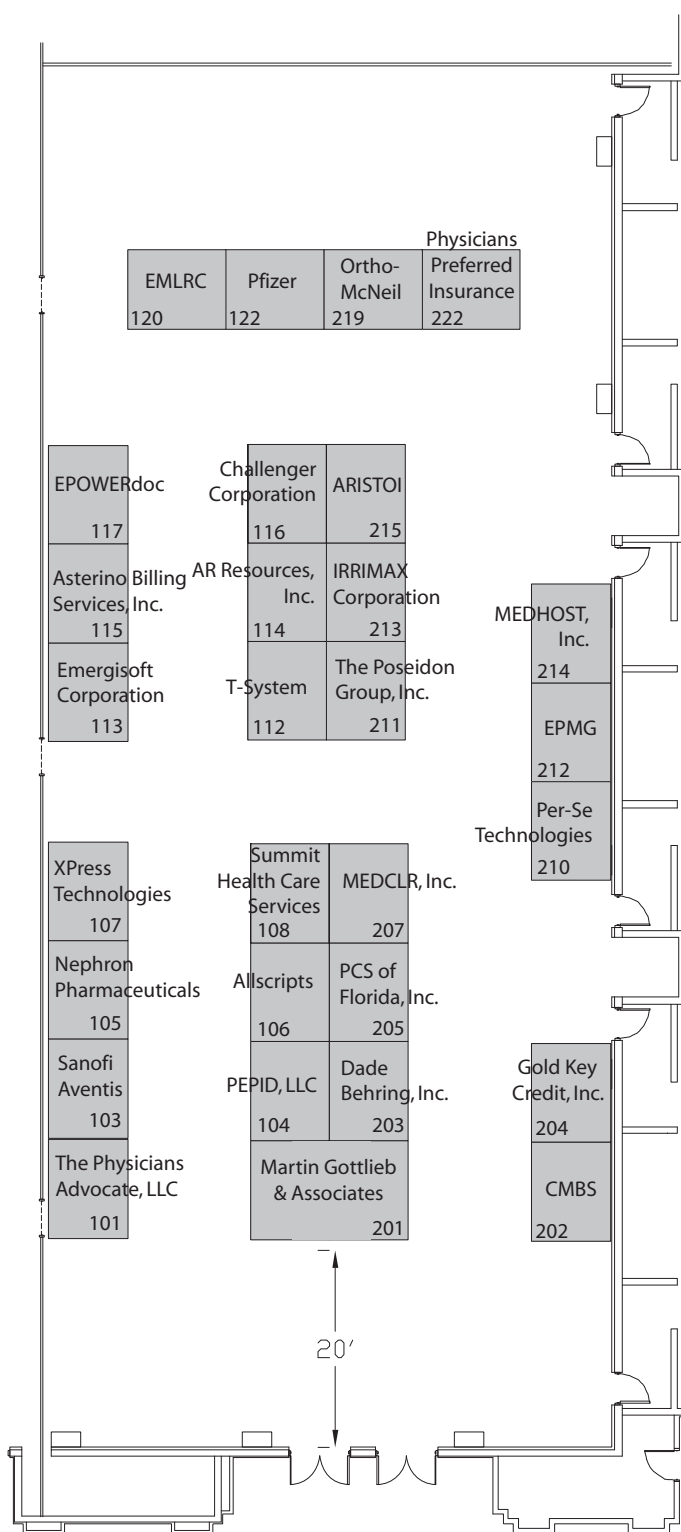 Physicians
Preferred
Insurance
222
EMLRC
120
Pfizer
122
Ortho-
McNeil
219
EPOWERdoc
117
Challenger
Corporation
116
ARISTOI
215
Asterino Billing
Services, Inc.
115
AR Resources,
Inc.
114
IRRIMAX
Corporation
213
MEDHOST,
Inc.
214
Emergisoft
Corporation
113
T-System
112
The Poseidon
Group, Inc.
211
EPMG
212
Per-Se
Technologies
210
XPress
Technologies
107
Summit
Health Care
Services
108
MEDCLR, Inc.
207
Nephron
Pharmaceuticals
105
Allscripts
106
PCS of
Florida, Inc.
205
Sanofi
Aventis
103
PEPID, LLC
104
Dade
Behring, Inc.
203
Gold Key
Credit, Inc.
204
The Physicians
Advocate, LLC
101
Martin Gottlieb
& Associates
201
CMBS
202
20'